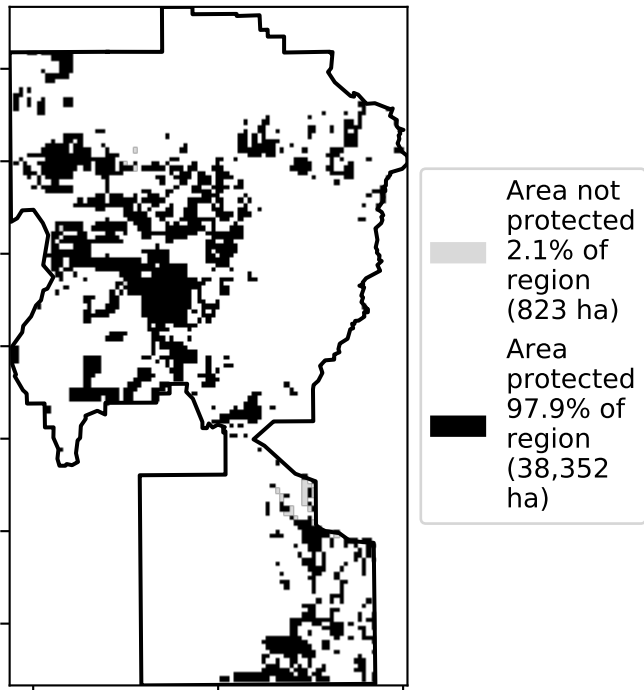 Area not
protected
2.1% of
region
(823 ha)
Area
protected
97.9% of
region
(38,352
ha)